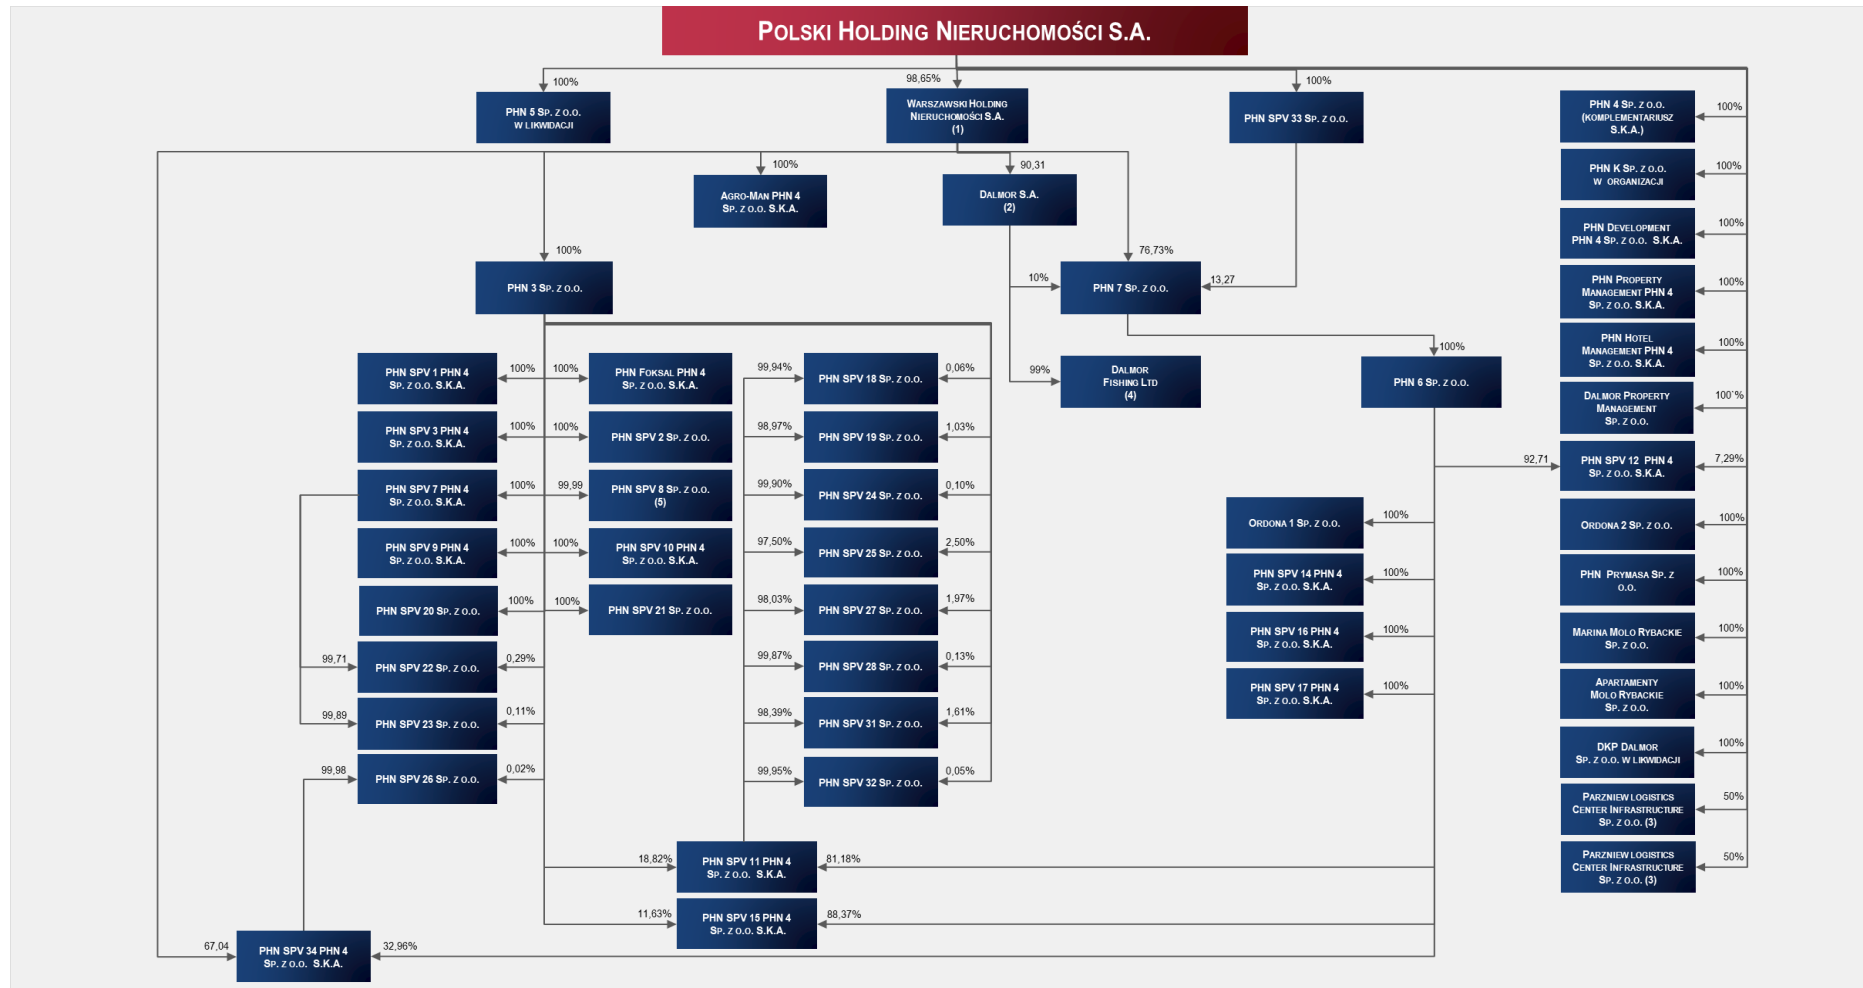 POLSKI HOLDING NIERUCHOMOŚCI S.A.
100%
98,65%
100%
PHN 5 SP. Z O.O.
W LIKWIDACJI
WARSZAWSKI HOLDING
NIERUCHOMOŚCI S.A.
(1)
PHN SPV 33 SP. Z O.O.
PHN 4 SP. Z O.O.
(KOMPLEMENTARIUSZ
S.K.A.)
100%
100%
AGRO-MAN PHN 4
SP. Z O.O. S.K.A.
90,31
DALMOR S.A.
(2)
PHN K SP. Z O.O.
W ORGANIZACJI
100%
PHN DEVELOPMENT
PHN 4 SP. Z O.O. S.K.A.
100%
100%
PHN 3 SP. Z O.O.
76,73%
10%
PHN 7 SP. Z O.O.
13,27
PHN PROPERTY
MANAGEMENT PHN 4
SP. Z O.O. S.K.A.
100%
PHN HOTEL
MANAGEMENT PHN 4
SP. Z O.O. S.K.A.
100%
100%
PHN 6 SP. Z O.O.
99%
DALMOR
FISHING LTD
(4)
PHN SPV 1 PHN 4
SP. Z O.O. S.K.A.
100%
100%
PHN FOKSAL PHN 4
SP. Z O.O. S.K.A.
99,94%
PHN SPV 18 SP. Z O.O.
0,06%
DALMOR PROPERTY
MANAGEMENT
SP. Z O.O.
100`%
PHN SPV 3 PHN 4
SP. Z O.O. S.K.A.
100%
100%
PHN SPV 2 SP. Z O.O.
98,97%
PHN SPV 19 SP. Z O.O.
1,03%
92,71
PHN SPV 12 PHN 4
SP. Z O.O. S.K.A.
7,29%
PHN SPV 7 PHN 4
SP. Z O.O. S.K.A.
100%
99,99
PHN SPV 8 SP. Z O.O.
(5)
99,90%
PHN SPV 24 SP. Z O.O.
0,10%
ORDONA 1 SP. Z O.O.
100%
ORDONA 2 SP. Z O.O.
100%
PHN SPV 9 PHN 4
SP. Z O.O. S.K.A.
100%
100%
PHN SPV 10 PHN 4
SP. Z O.O. S.K.A.
97,50%
PHN SPV 25 SP. Z O.O.
2,50%
PHN SPV 14 PHN 4
SP. Z O.O. S.K.A.
100%
PHN PRYMASA SP. Z
O.O.
100%
PHN SPV 20 SP. Z O.O.
100%
100%
PHN SPV 21 SP. Z O.O.
98,03%
PHN SPV 27 SP. Z O.O.
1,97%
PHN SPV 16 PHN 4
SP. Z O.O. S.K.A.
100%
MARINA MOLO RYBACKIE
SP. Z O.O.
100%
99,71
PHN SPV 22 SP. Z O.O.
0,29%
99,87%
PHN SPV 28 SP. Z O.O.
0,13%
PHN SPV 17 PHN 4
SP. Z O.O. S.K.A.
100%
APARTAMENTY
MOLO RYBACKIE
SP. Z O.O.
100%
99,89
PHN SPV 23 SP. Z O.O.
0,11%
98,39%
PHN SPV 31 SP. Z O.O.
1,61%
DKP DALMOR
SP. Z O.O. W LIKWIDACJI
100%
99,98
PHN SPV 26 SP. Z O.O.
0,02%
99,95%
PHN SPV 32 SP. Z O.O.
0,05%
PARZNIEW LOGISTICS
CENTER INFRASTRUCTURE
SP. Z O.O. (3)
50%
18,82%
PHN SPV 11 PHN 4
SP. Z O.O. S.K.A.
81,18%
PARZNIEW LOGISTICS
CENTER INFRASTRUCTURE
SP. Z O.O. (3)
50%
11,63%
PHN SPV 15 PHN 4
SP. Z O.O. S.K.A.
88,37%
67,04
PHN SPV 34 PHN 4
SP. Z O.O. S.K.A.
32,96%